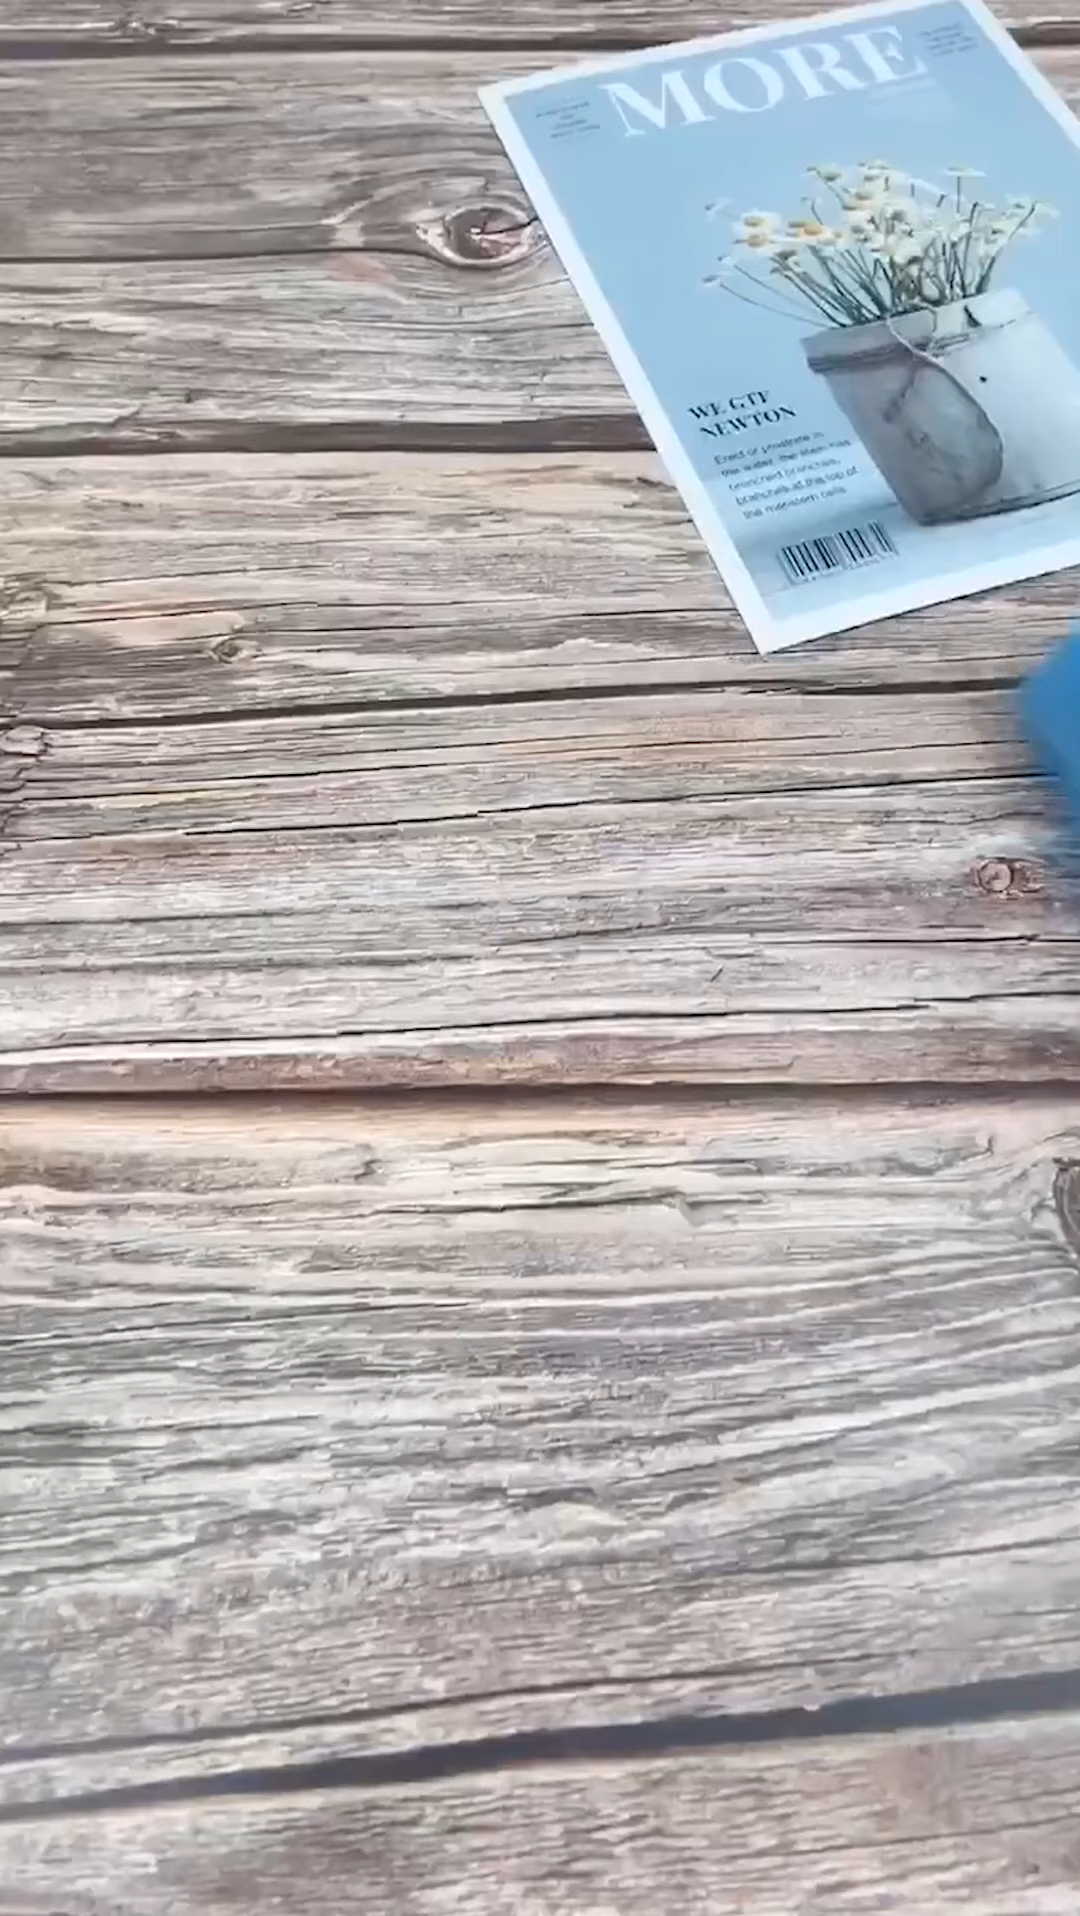 MORE
WE GTF
NEWTON
Erect or prostrate in
the water, the stem has
branched branches,
branches at the top of
the meristem cells